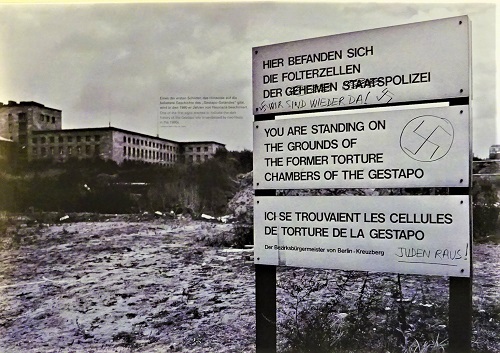 HIER BEFANDEN SICH
DIE FOLTERZELLEN
DER GEHEIMEN STAATSPOLIZEI
WIR SIND WIEDER DA!
YOU ARE STANDING ON
THE GROUNDS OF
THE FORMER TORTURE
CHAMBERS OF THE GESTAPO
ICI SE TROUVAIENT LES CELLULES
DE TORTURE DE LA GESTAPO
Der Bezirksbürgermeister von Berlin-Kreuzberg
JUDEN RAUS!